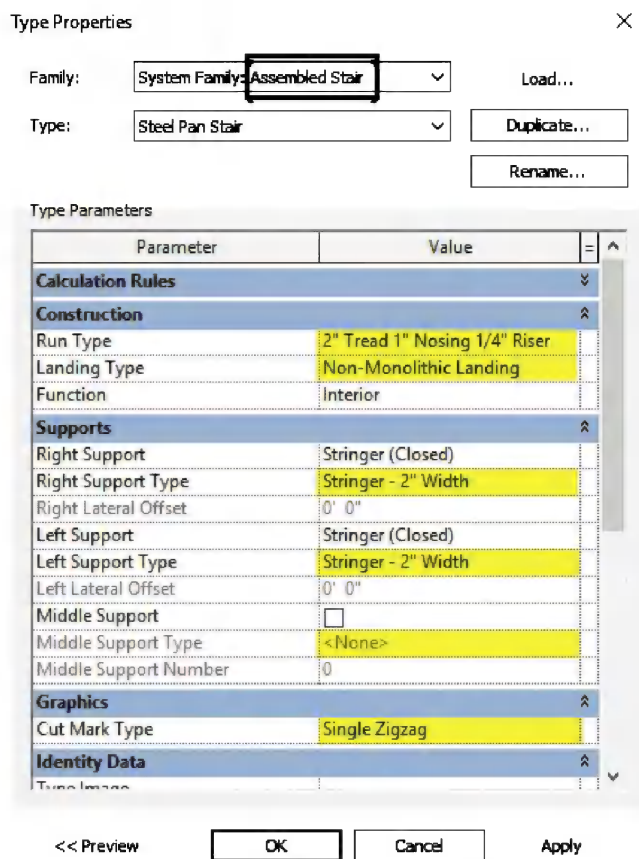 Type Properties
Family: System Family: Assembled Stair Load...
Type: Steel Pan Stair Duplicate...
Rename...
Type Parameters
Parameter Value =
Calculation Rules
Construction
Run Type 2" Tread 1" Nosing 1/4" Riser
Landing Type Non-Monolithic Landing
Function Interior
Supports
Right Support Stringer (Closed)
Right Support Type Stringer - 2" Width
Right Lateral Offset 0' 0"
Left Support Stringer (Closed)
Left Support Type Stringer - 2" Width
Left Lateral Offset 0' 0"
Middle Support
Middle Support Type <None>
Middle Support Number 0
Graphics
Cut Mark Type Single Zigzag
Identity Data
Type Image
<< Preview OK Cancel Apply